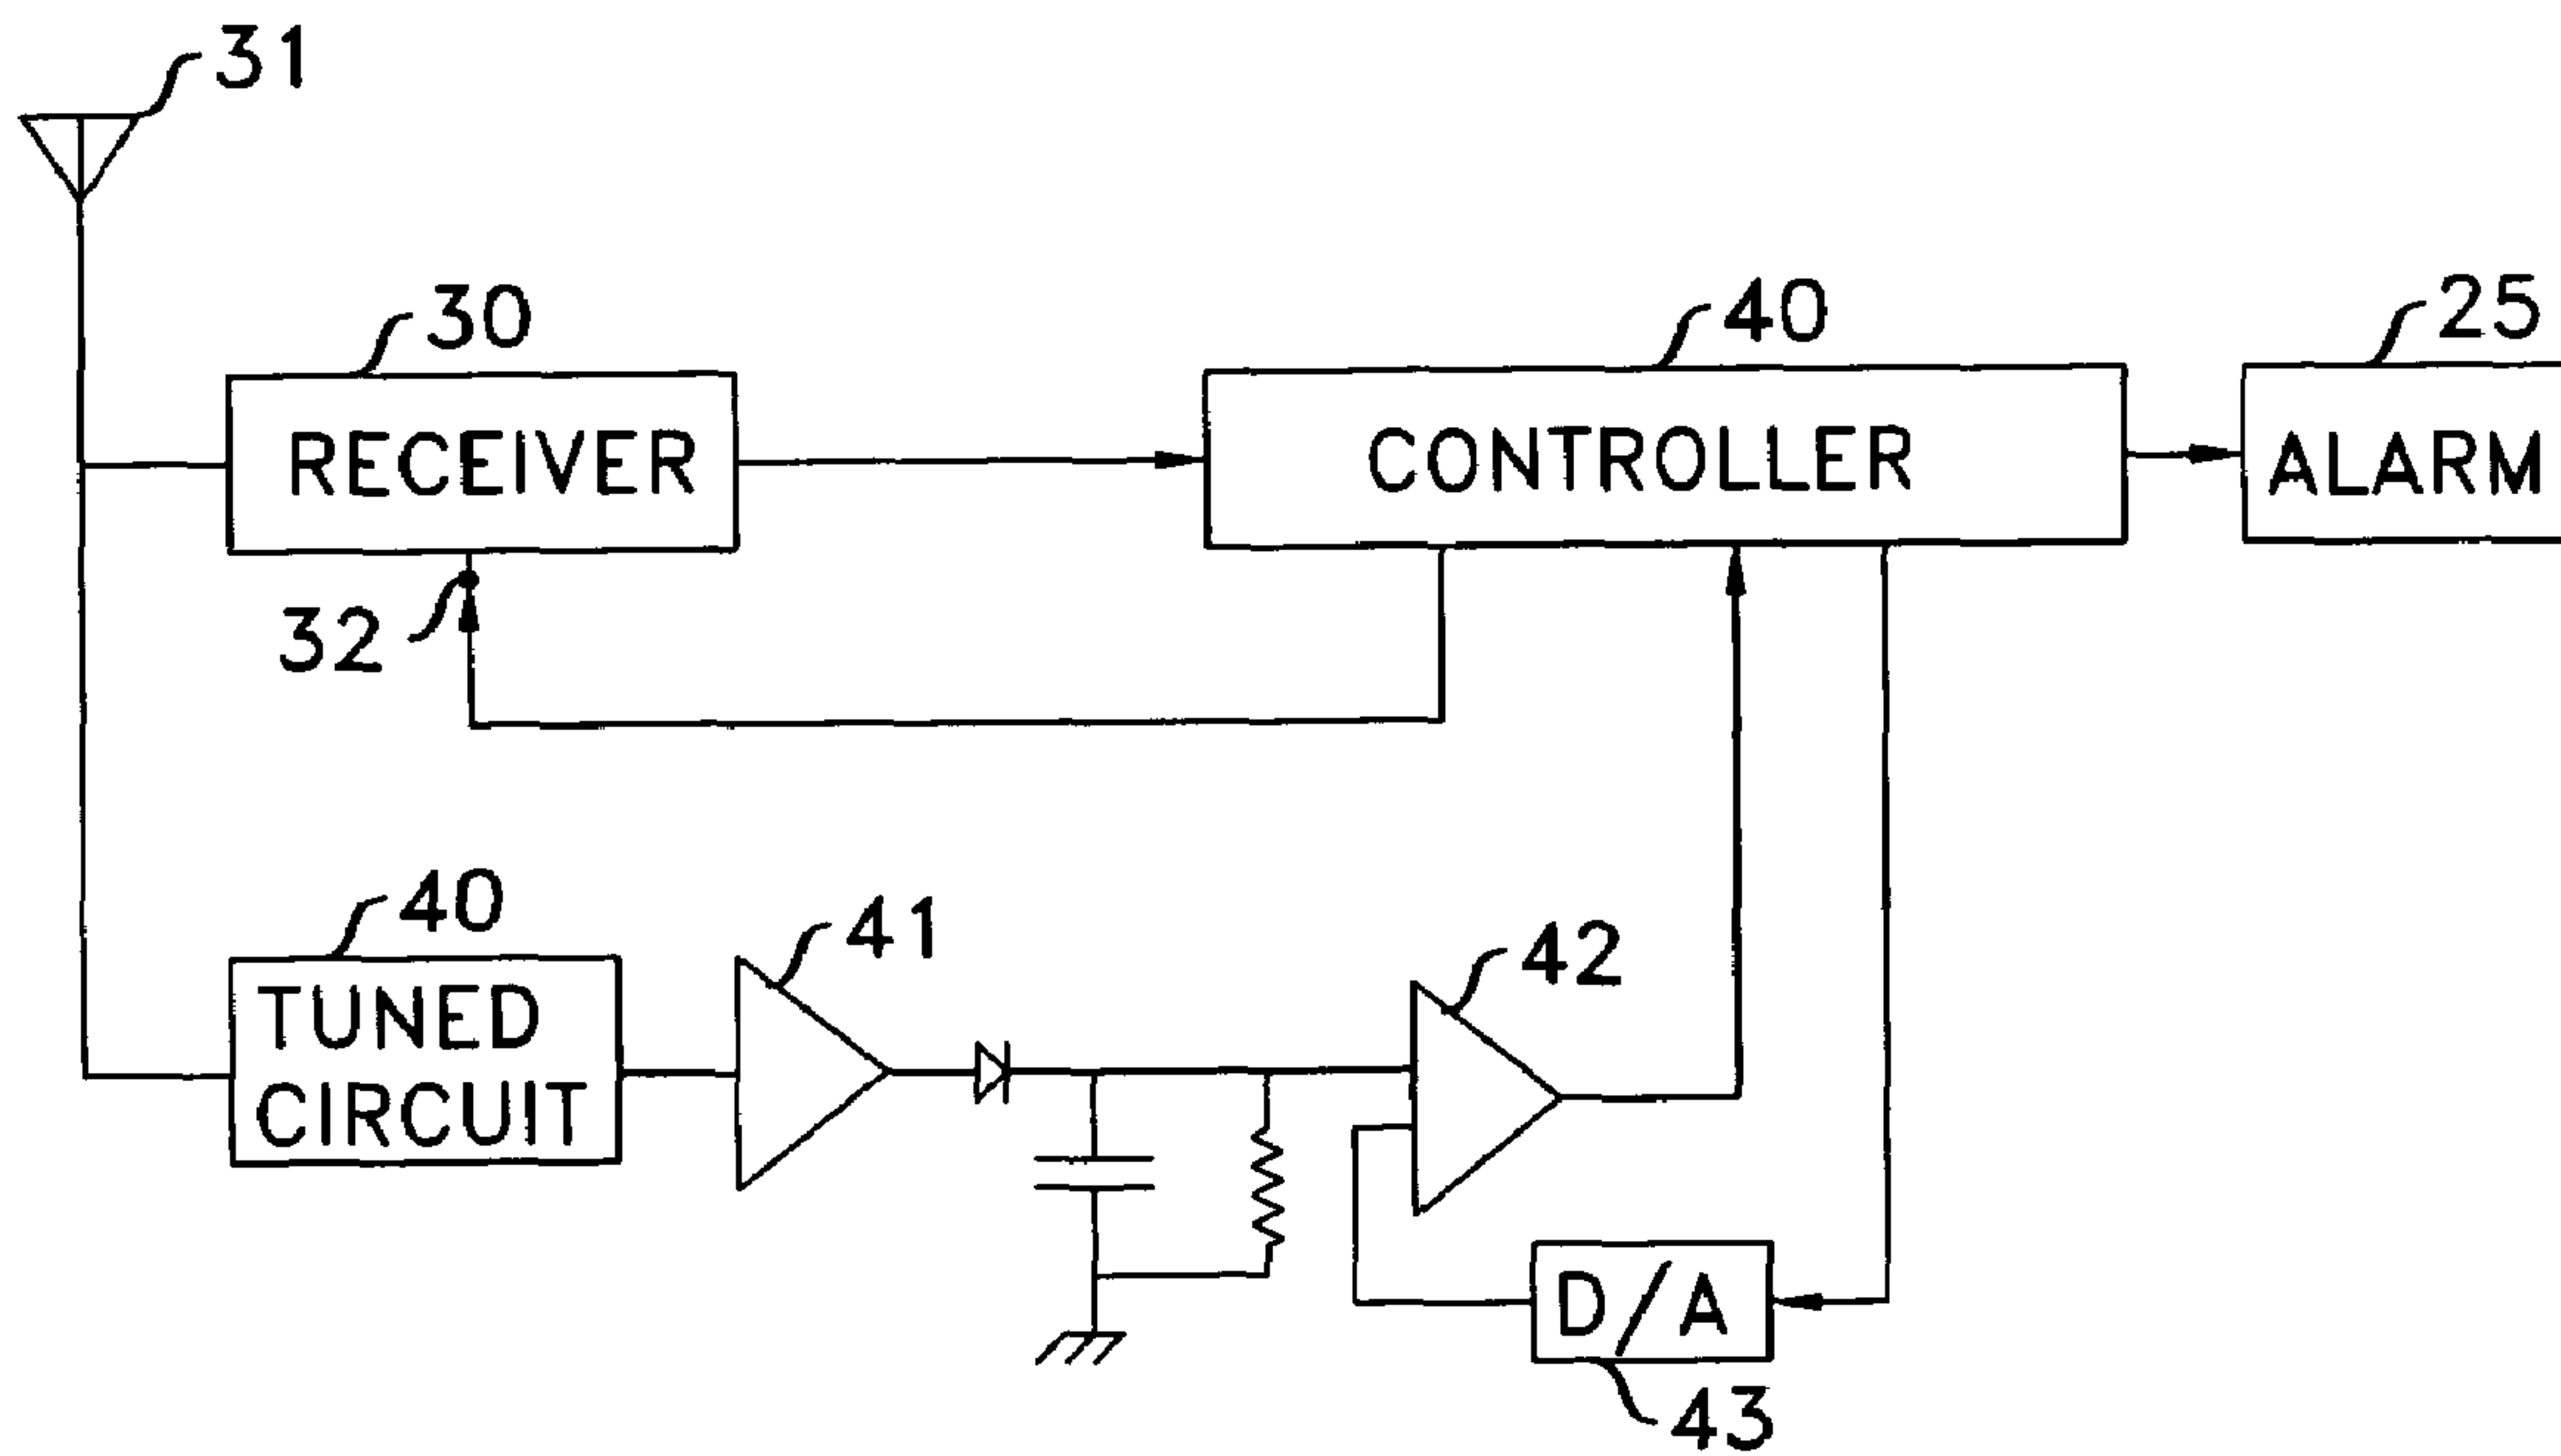 31
30
40
25
RECEIVER
CONTROLLER
ALARM
32
40
41
42
TUNED
CIRCUIT
D/A
43